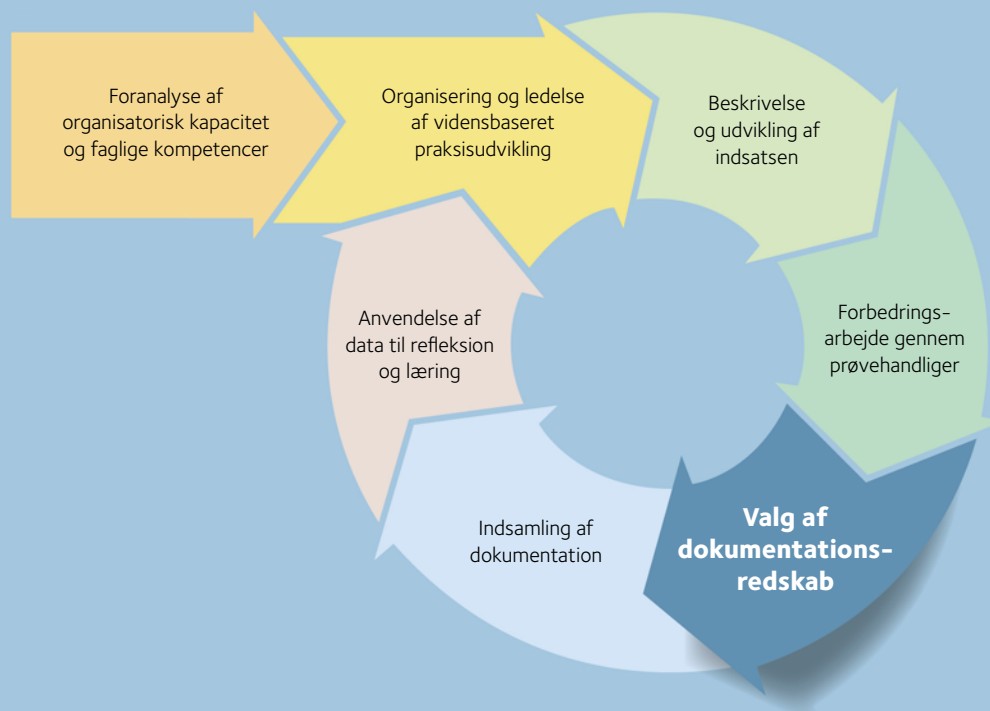 Foranalyse af
organisatorisk kapacitet
og faglige kompetencer
Organisering og ledelse
af vidensbaseret
praksisudvikling
Beskrivelse
og udvikling af
indsatsen
Forbedrings-
arbejde gennem
prøvehandliger
Valg af
dokumentations-
redskab
Indsamling af
dokumentation
Anvendelse af
data til refleksion
og læring